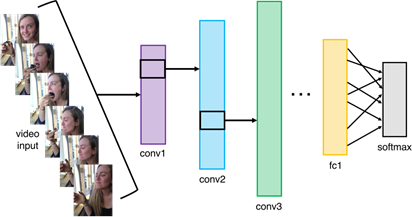 video
input
conv1
conv2
conv3
...
fc1
softmax